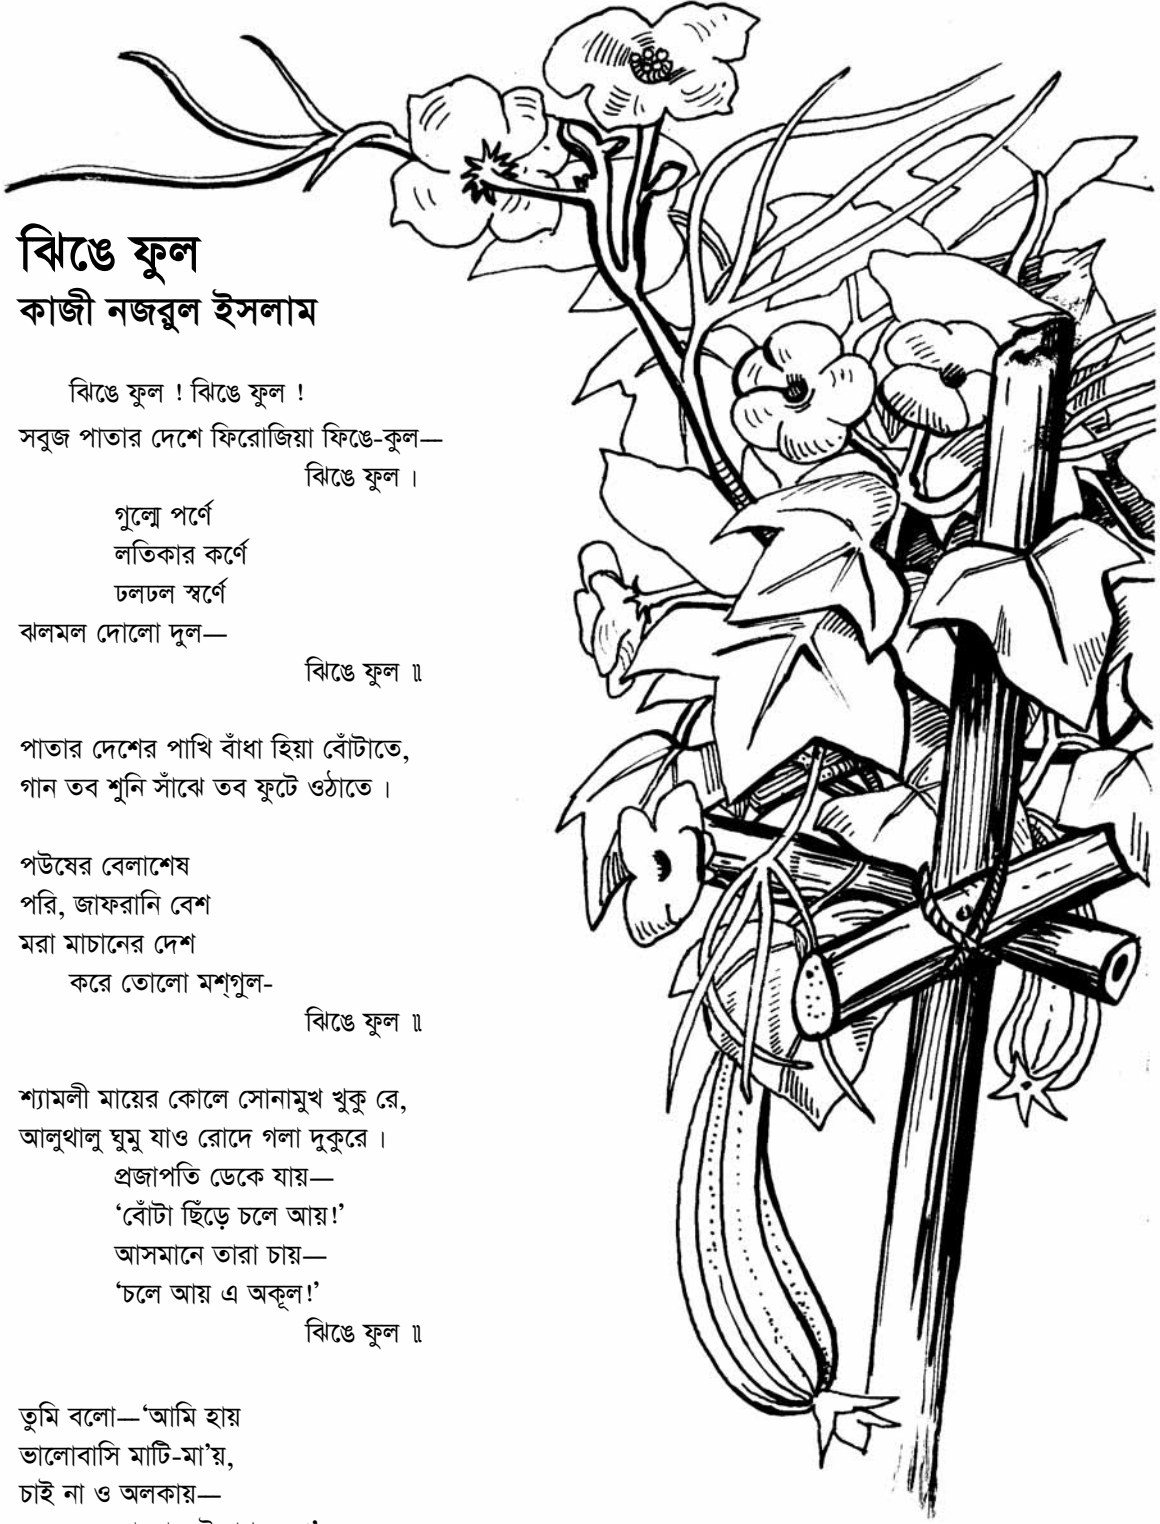 ঝিঙে ফুল
কাজী নজরুল ইসলাম
ঝিঙে ফুল ! ঝিঙে ফুল !
সবুজ পাতার দেশে ফিরোজিয়া ফিঙে-কুল—
ঝিঙে ফুল ।
গুল্মে পর্ণে
লতিকার কর্ণে
ঢলঢল স্বর্ণে
ঝলমল দোলো দুল—
ঝিঙে ফুল ॥
পাতার দেশের পাখি বাঁধা হিয়া বোঁটাতে,
গান তব শুনি সাঁঝে তব ফুটে ওঠাতে ।
পউষের বেলাশেষ
পরি, জাফরানি বেশ
মরা মাচানের দেশ
করে তোলো মশ্‌গুল-
ঝিঙে ফুল ॥
শ্যামলী মায়ের কোলে সোনামুখ খুকু রে,
আলুথালু ঘুমু যাও রোদে গলা দুকুরে ।
প্রজাপতি ডেকে যায়—
‘বোঁটা ছিঁড়ে চলে আয়!’
আসমানে তারা চায়—
‘চলে আয় এ অকূল!’
ঝিঙে ফুল ॥
তুমি বলো—‘আমি হায়
ভালোবাসি মাটি-মা’য়,
চাই না ও অলকায়—